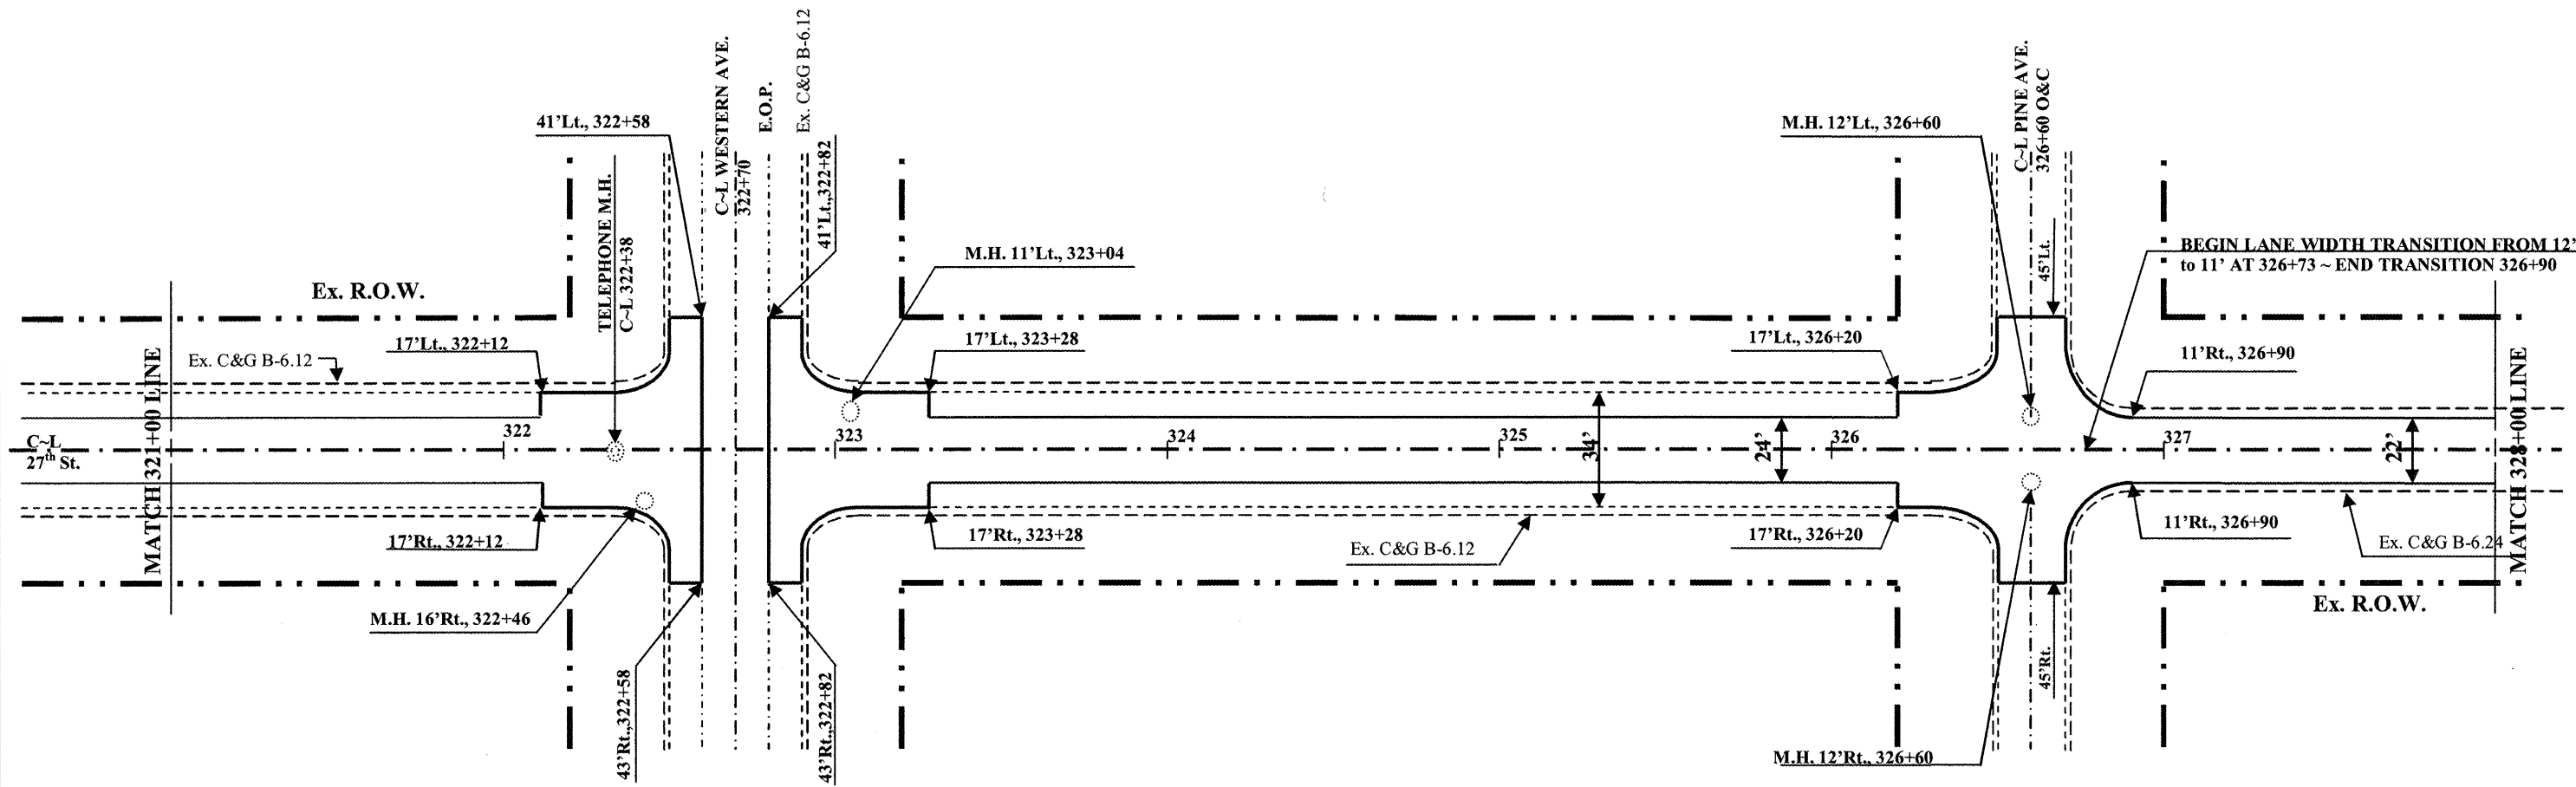 C~L WESTERN AVE.
322+70
E.O.P.
Ex. C&G B-6.12
41'Lt., 322+58
41'Lt.,322+82
TELEPHONE M.H.
C~L 322+38
M.H. 11'Lt., 323+04
M.H. 12'Lt., 326+60
C~L PINE AVE.
326+60 O&C
45'Lt.
BEGIN LANE WIDTH TRANSITION FROM 12'
to 11' AT 326+73 ~ END TRANSITION 326+90
Ex. R.O.W.
17'Lt., 322+12
Ex. C&G B-6.12
17'Lt., 323+28
17'Lt., 326+20
11'Rt., 326+90
MATCH 321+00 LINE
C~L
27th St.
322
323
324
325
34'
24'
326
327
22'
MATCH 328+00 LINE
17'Rt., 322+12
17'Rt., 323+28
Ex. C&G B-6.12
17'Rt., 326+20
11'Rt., 326+90
Ex. C&G B-6.24
Ex. R.O.W.
M.H. 16'Rt., 322+46
43'Rt.,322+58
43'Rt.,322+82
45'Rt.
M.H. 12'Rt., 326+60